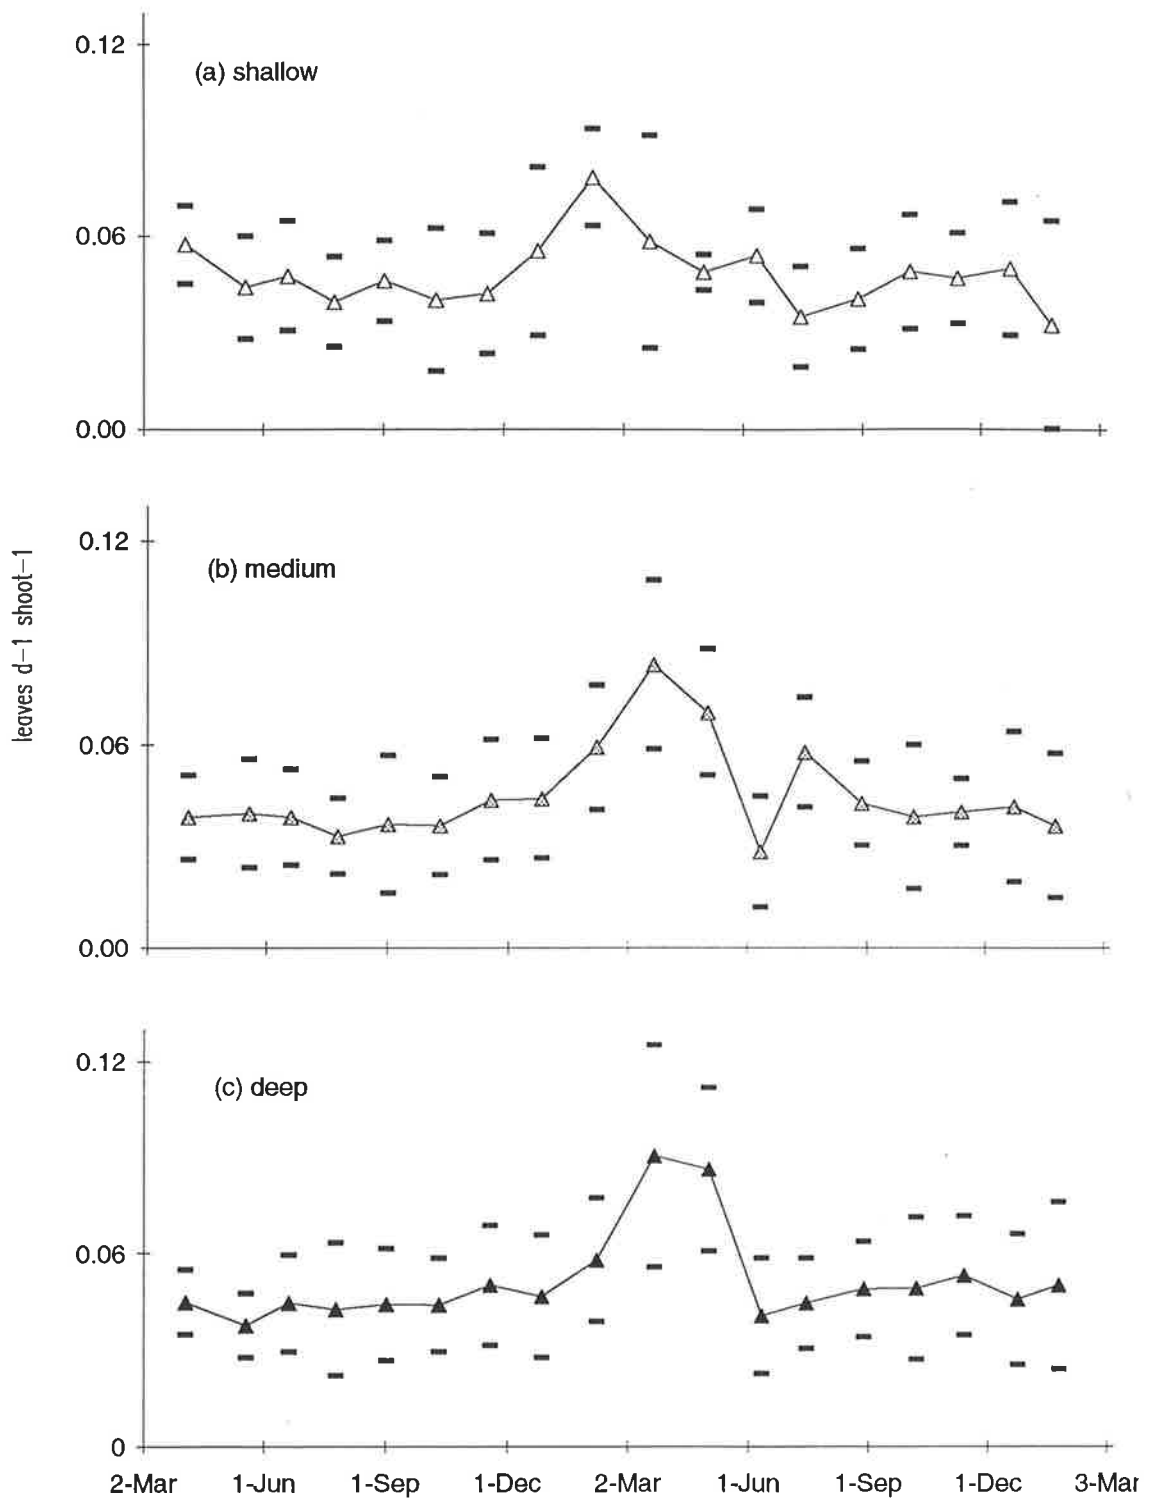 0.12
(a) shallow
0.06
0.00
leaves d-1 shoot-1
0.12
(b) medium
0.06
0.00
0.12
(c) deep
0.06
0
2-Mar 1-Jun 1-Sep 1-Dec 2-Mar 1-Jun 1-Sep 1-Dec 3-Mar